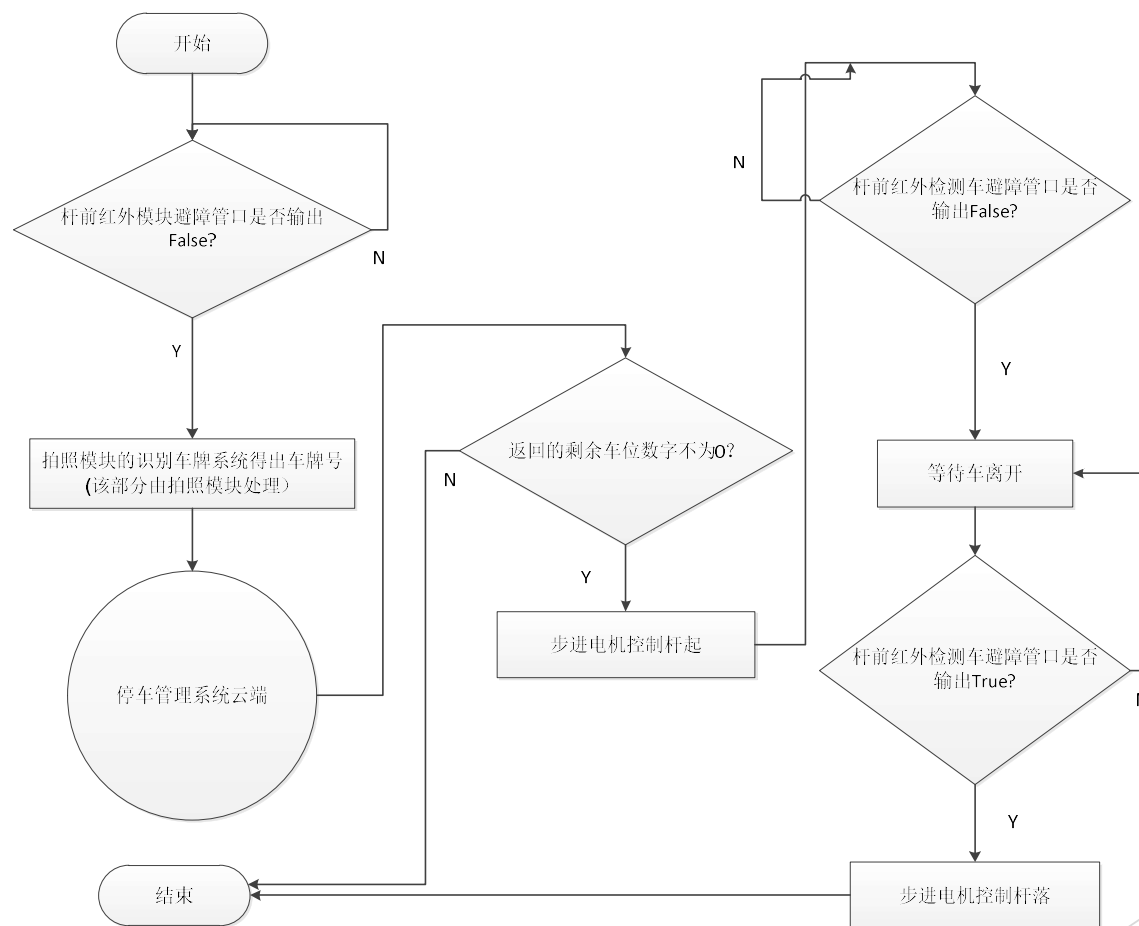 开始
杆前红外模块避障管口是否输出
False?
N
Y
拍照模块的识别车牌系统得出车牌号
(该部分由拍照模块处理）
停车管理系统云端
返回的剩余车位数字不为0?
N
Y
步进电机控制杆起
杆前红外检测车避障管口是否
输出False?
N
Y
等待车离开
杆前红外检测车避障管口是否
输出True?
N
Y
步进电机控制杆落
结束